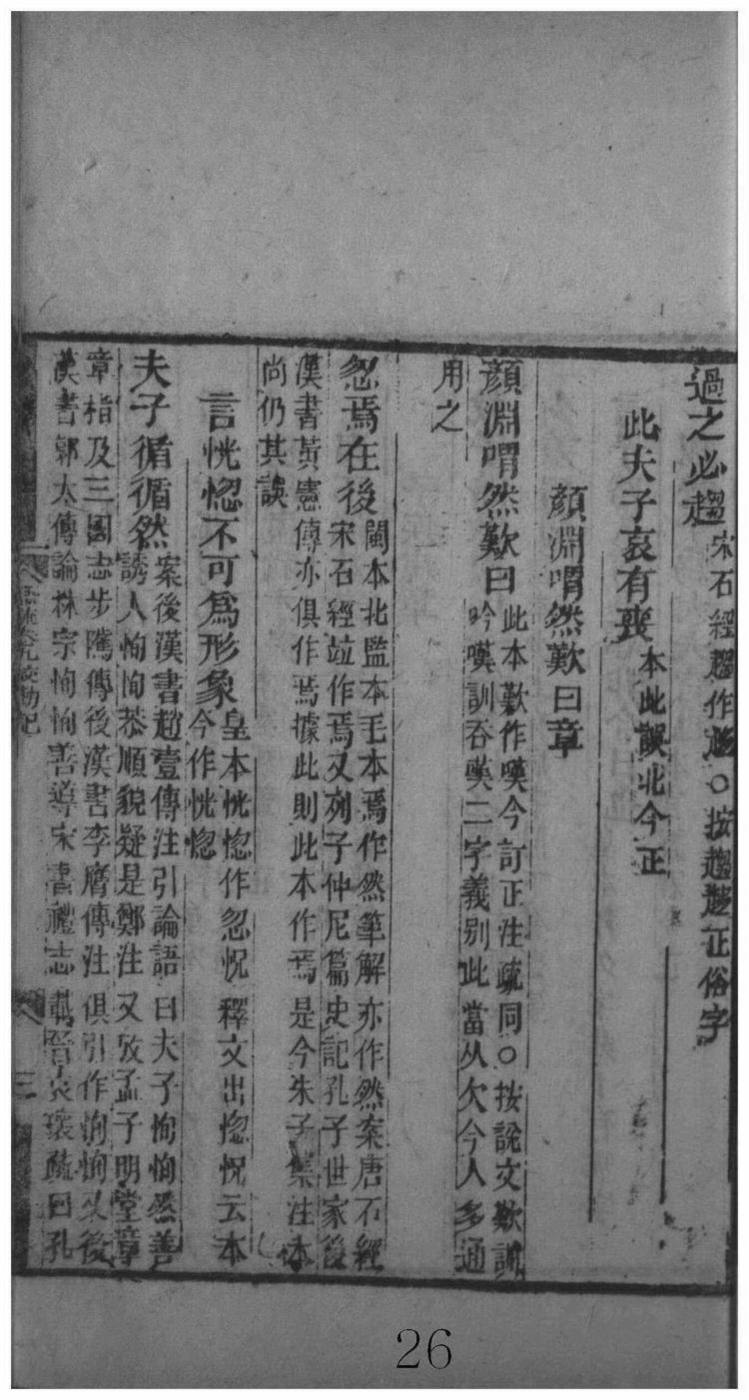 過之必趨宋石經趨作趍○按趨趍正俗字
此夫子哀有喪本此誤北今正
顏淵喟然歎曰章
顏淵喟然歎曰此本歎作嘆今訂正注疏同○按說文歎訓
吟嘆訓吞嘆二字義别此當从欠今人多通
用之
忽焉在後閩本北監本毛本焉作然筆解亦作然案唐石經
宋石經竝作焉又列子仲尼篇史記孔子世家後
漢書黃憲傳亦俱作焉據此則此本作焉是今朱子集注本
尚仍其誤
言恍惚不可爲形象皇本恍惚作忽怳釋文出惚怳云本
今作恍惚
夫子循循然案後漢書趙壹傳注引論語曰夫子恂恂然善
誘人恂恂恭順貌疑是鄭注又攷孟子明堂章
章指及三國志步騭傳後漢書李膺傳注俱引作恂恂又後
漢書郭太傳論林宗恂恂善導宋書禮志載晉袁瓌疏曰孔
論語卷九校勘記
三
26